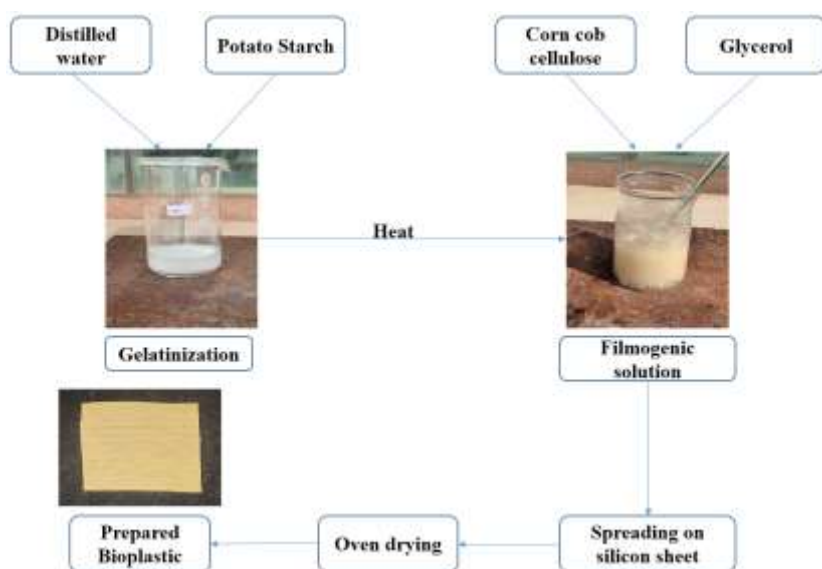 Distilled
water
Potato Starch
Corn cob
cellulose
Glycerol
Heat
Gelatinization
Filmogenic
solution
Prepared
Bioplastic
Oven drying
Spreading on
silicon sheet